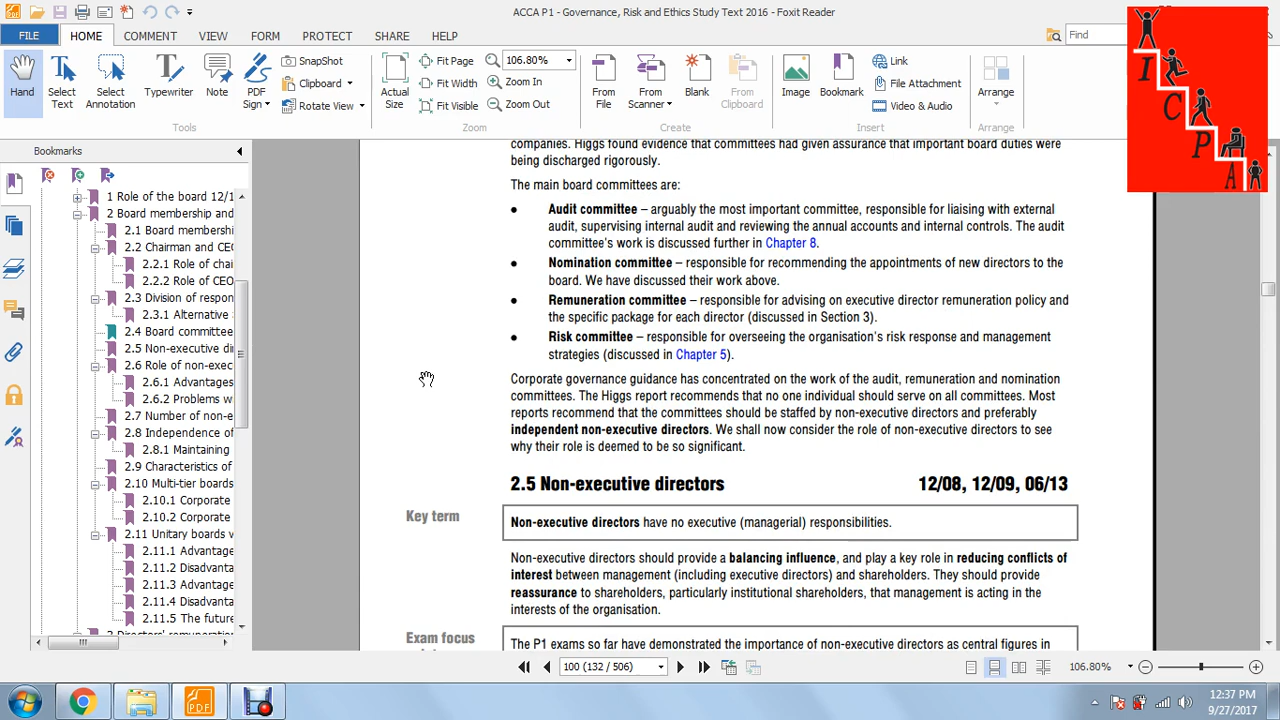 ACCA P1 - Governance, Risk and Ethics Study Text 2016 - Foxit Reader
FILE HOME COMMENT VIEW FORM PROTECT SHARE HELP
Find
Hand
Select Text
Select Annotation
Typewriter
Note
PDF Sign
SnapShot
Clipboard
Rotate View
Tools
Actual Size
Fit Page
Fit Width
Fit Visible
106.80%
Zoom In
Zoom Out
Zoom
From File
From Scanner
Blank
From Clipboard
Create
Image
Bookmark
Link
File Attachment
Video & Audio
Insert
Arrange
Arrange
I
C
P
A
Bookmarks
1 Role of the board 12/1
2 Board membership and
2.1 Board membershi
2.2 Chairman and CEO
2.2.1 Role of chai
2.2.2 Role of CEO
2.3 Division of respon
2.3.1 Alternative
2.4 Board committee
2.5 Non-executive di
2.6 Role of non-exec
2.6.1 Advantages
2.6.2 Problems w
2.7 Number of non-e
2.8 Independence of
2.8.1 Maintaining
2.9 Characteristics of
2.10 Multi-tier boards
2.10.1 Corporate
2.10.2 Corporate
2.11 Unitary boards v
2.11.1 Advantage
2.11.2 Disadvanta
2.11.3 Advantage
2.11.4 Disadvanta
2.11.5 The future
companies. Higgs found evidence that committees had given assurance that important board duties were
being discharged rigorously.
The main board committees are:
• Audit committee – arguably the most important committee, responsible for liaising with external
audit, supervising internal audit and reviewing the annual accounts and internal controls. The audit
committee's work is discussed further in Chapter 8.
• Nomination committee – responsible for recommending the appointments of new directors to the
board. We have discussed their work above.
• Remuneration committee – responsible for advising on executive director remuneration policy and
the specific package for each director (discussed in Section 3).
• Risk committee – responsible for overseeing the organisation's risk response and management
strategies (discussed in Chapter 5).
Corporate governance guidance has concentrated on the work of the audit, remuneration and nomination
committees. The Higgs report recommends that no one individual should serve on all committees. Most
reports recommend that the committees should be staffed by non-executive directors and preferably
independent non-executive directors. We shall now consider the role of non-executive directors to see
why their role is deemed to be so significant.
2.5 Non-executive directors 12/08, 12/09, 06/13
Key term
Non-executive directors have no executive (managerial) responsibilities.
Non-executive directors should provide a balancing influence, and play a key role in reducing conflicts of
interest between management (including executive directors) and shareholders. They should provide
reassurance to shareholders, particularly institutional shareholders, that management is acting in the
interests of the organisation.
Exam focus
The P1 exams so far have demonstrated the importance of non-executive directors as central figures in
100 (132 / 506)
106.80%
12:37 PM
9/27/2017